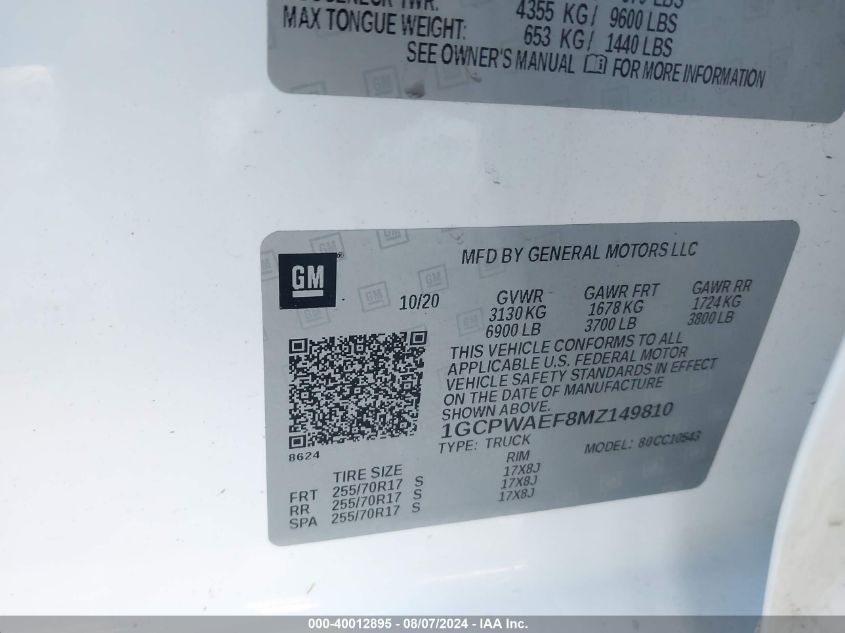 4355 KG/ 9600 LBS
MAX TONGUE WEIGHT: 653 KG/ 1440 LBS
SEE OWNER'S MANUAL FOR MORE INFORMATION
GM ®
MFD BY GENERAL MOTORS LLC
10/20 GVWR GAWR FRT GAWR RR
3130 KG 1678 KG 1724 KG
6900 LB 3700 LB 3800 LB
THIS VEHICLE CONFORMS TO ALL
APPLICABLE U.S. FEDERAL MOTOR
VEHICLE SAFETY STANDARDS IN EFFECT
ON THE DATE OF MANUFACTURE
SHOWN ABOVE.
1GCPWAEF8MZ149810
TYPE: TRUCK MODEL: 80CC10543
8624
TIRE SIZE RIM
FRT 255/70R17 S 17X8J
RR 255/70R17 S 17X8J
SPA 255/70R17 S 17X8J
000-40012895 - 08/07/2024 - IAA Inc.